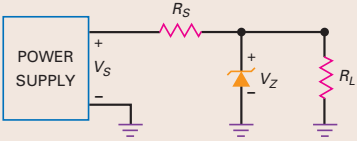 R_S
+
POWER
SUPPLY
V_S
−
+
V_Z
−
R_L